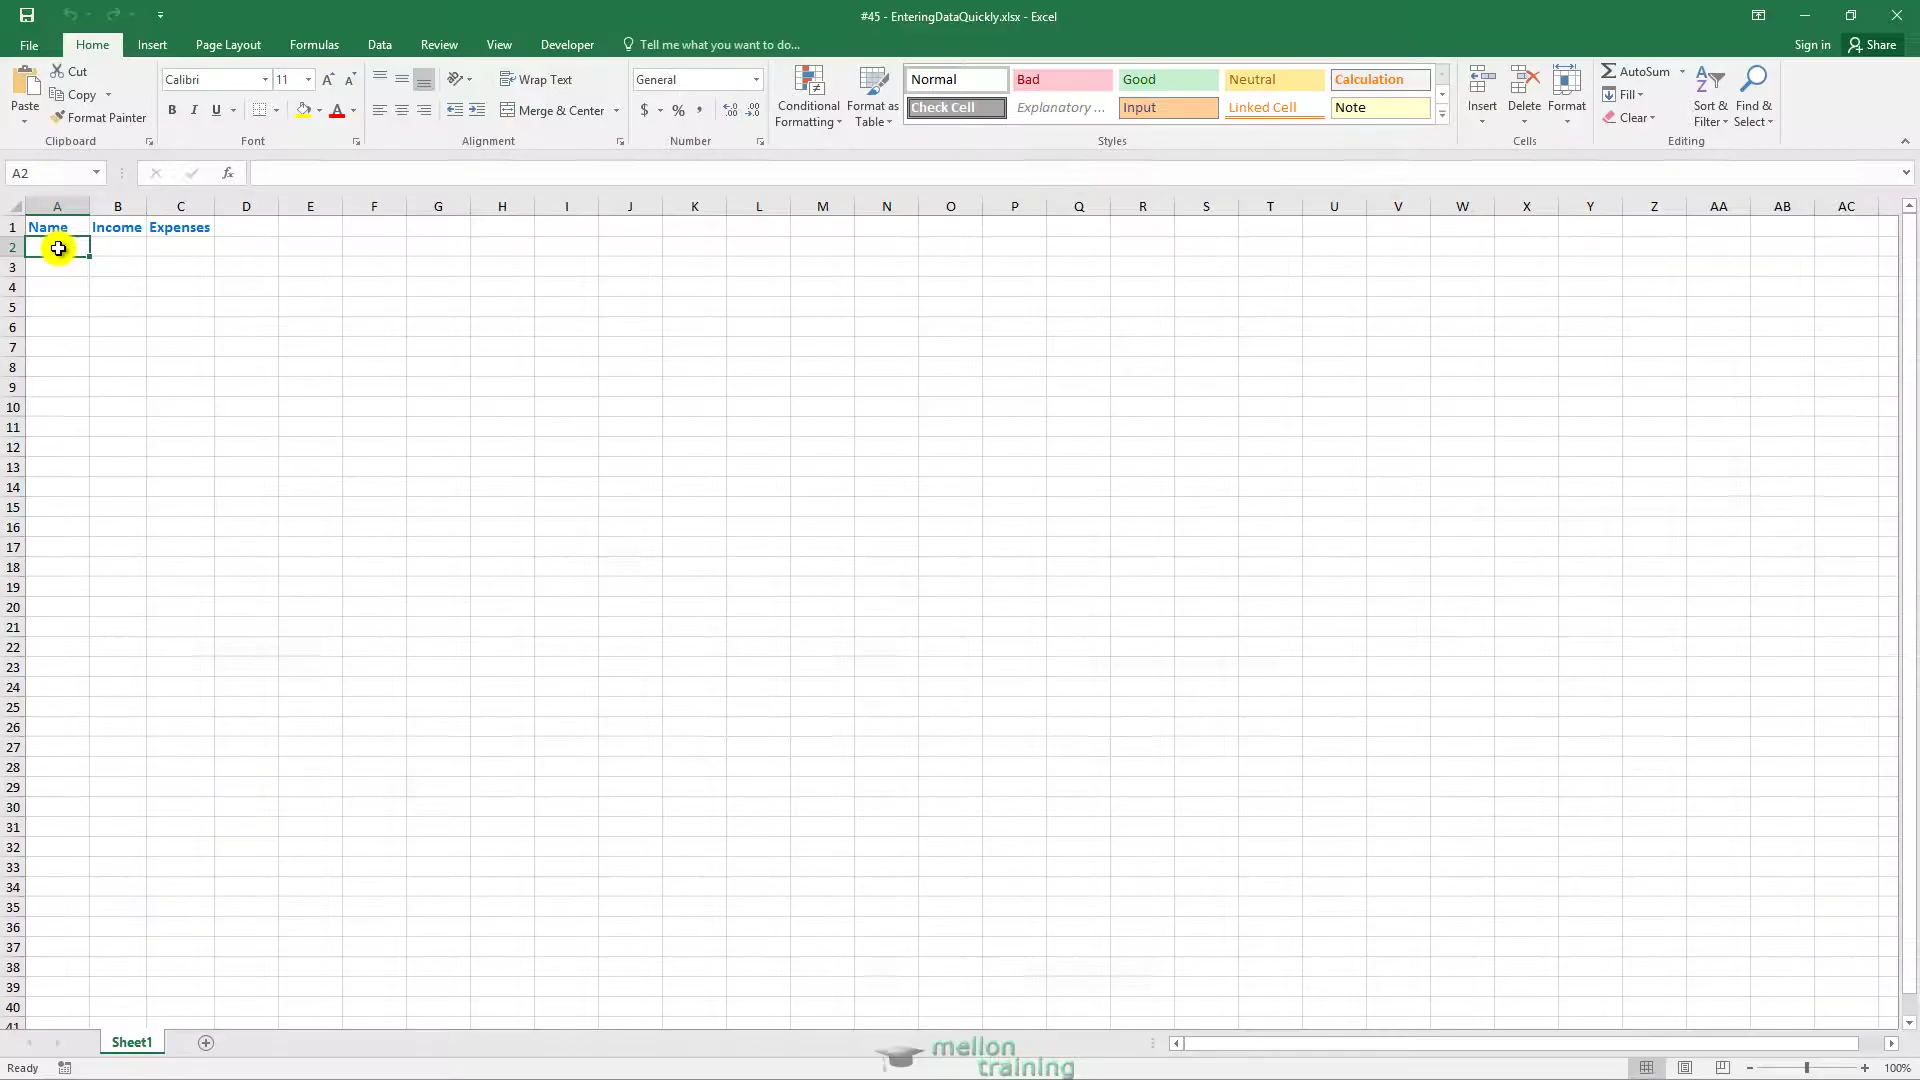 #45 - EnteringDataQuickly.xlsx - Excel
File Home Insert Page Layout Formulas Data Review View Developer Tell me what you want to do... Sign in Share
Paste Cut Copy Format Painter
Calibri 11
B I U
Wrap Text
Merge & Center
General
$ %
Conditional Formatting
Format as Table
Normal Bad Good Neutral Calculation
Check Cell Explanatory ... Input Linked Cell Note
Insert Delete Format
AutoSum
Fill
Clear
Sort & Filter
Find & Select
Clipboard Font Alignment Number Styles Cells Editing
A2 fx
A B C D E F G H I J K L M N O P Q R S T U V W X Y Z AA AB AC
1 Name Income Expenses
2
3
4
5
6
7
8
9
10
11
12
13
14
15
16
17
18
19
20
21
22
23
24
25
26
27
28
29
30
31
32
33
34
35
36
37
38
39
40
41
Sheet1
mellon
training
Ready 100%